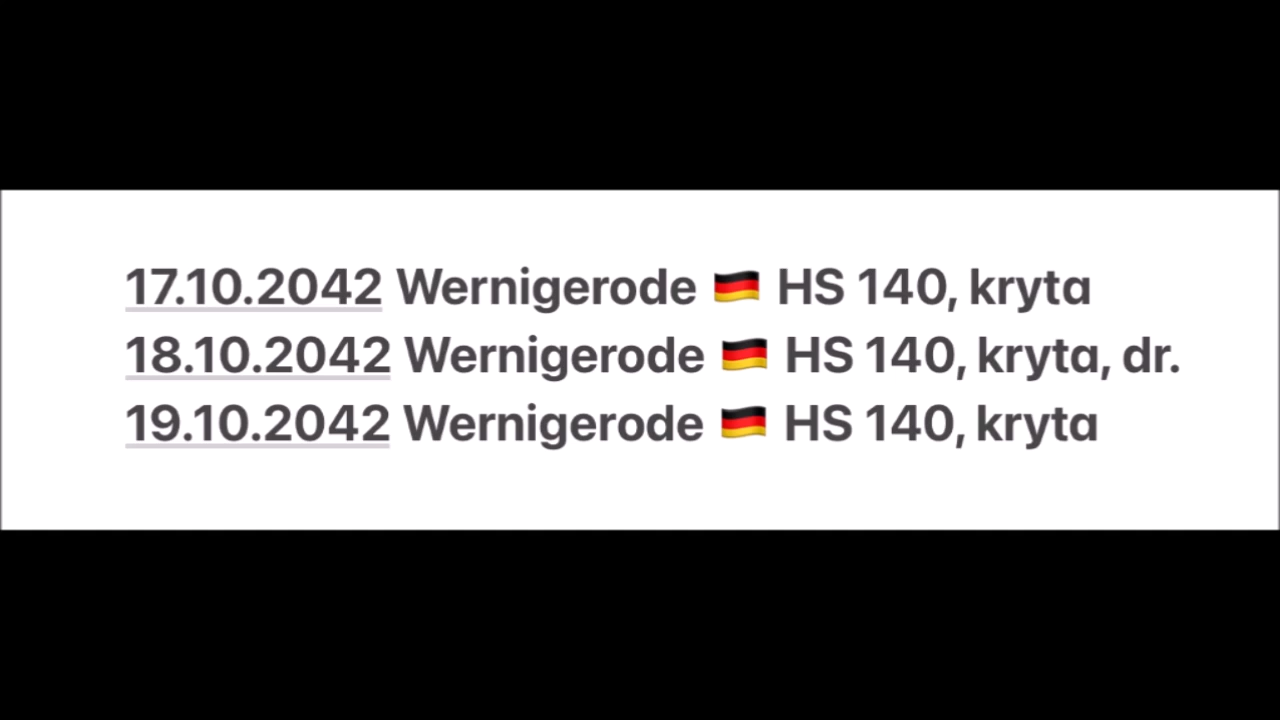 17.10.2042 Wernigerode 🇩🇪 HS 140, kryta
18.10.2042 Wernigerode 🇩🇪 HS 140, kryta, dr.
19.10.2042 Wernigerode 🇩🇪 HS 140, kryta